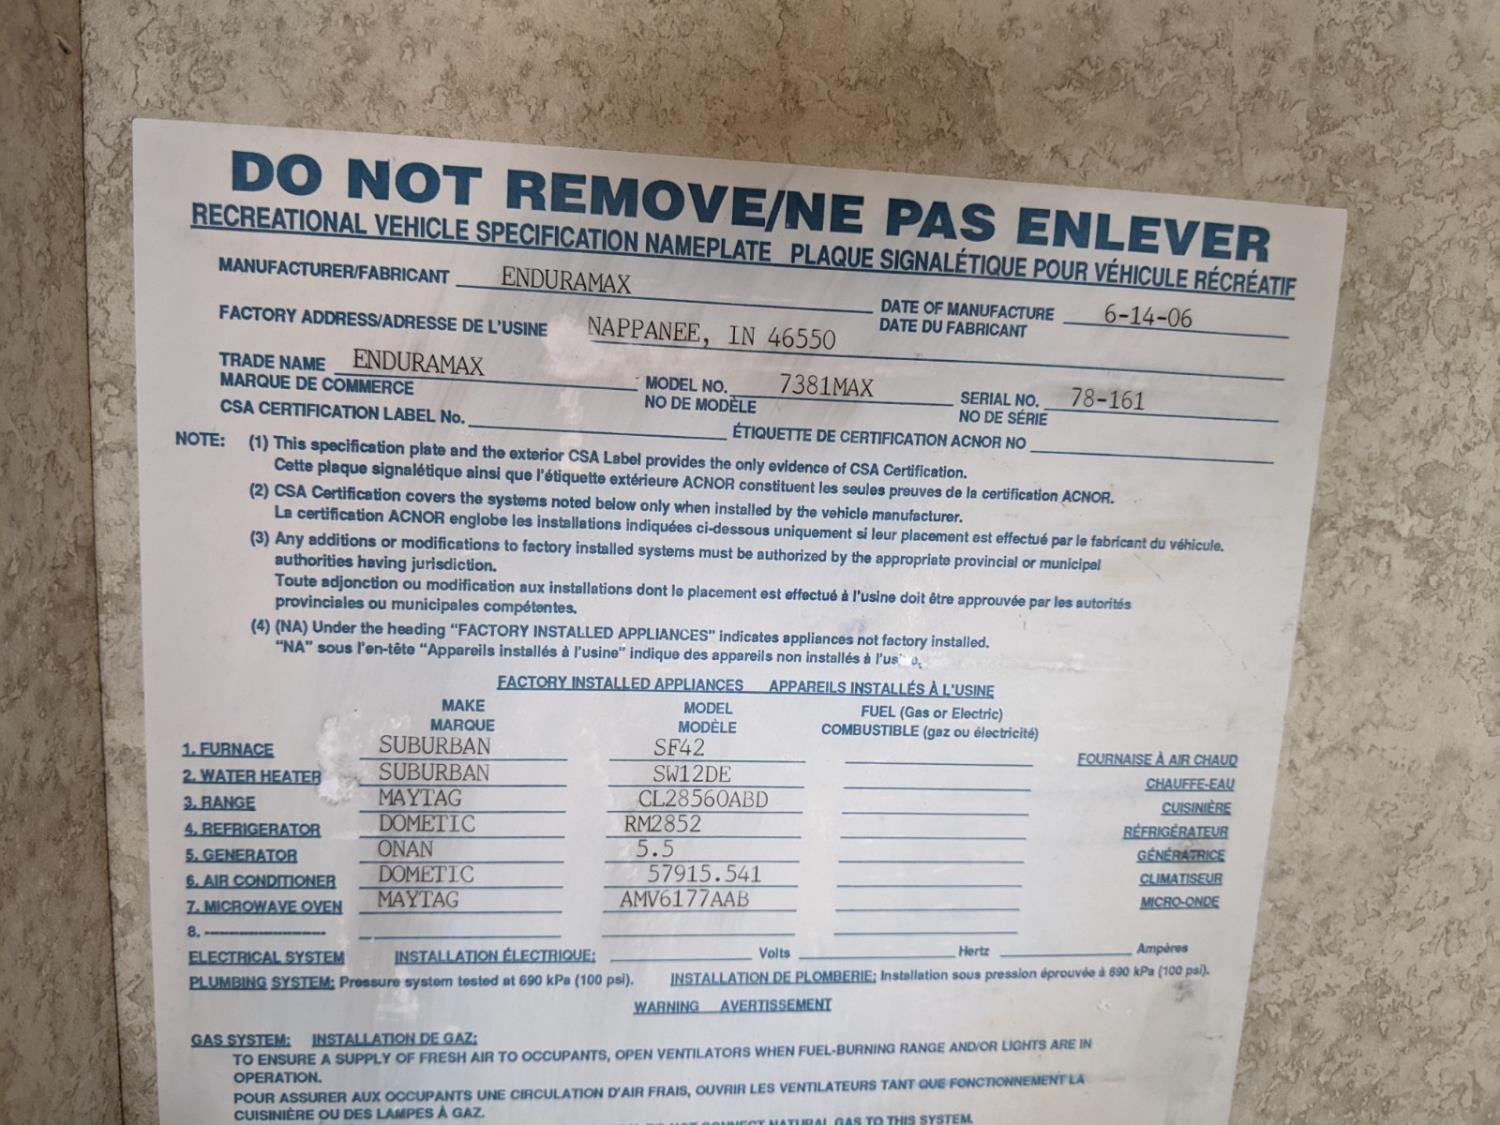 DO NOT REMOVE/NE PAS ENLEVER
RECREATIONAL VEHICLE SPECIFICATION NAMEPLATE PLAQUE SIGNALÉTIQUE POUR VÉHICULE RÉCRÉATIF
MANUFACTURER/FABRICANT ENDURAMAX
DATE OF MANUFACTURE 6-14-06
DATE DU FABRICANT
FACTORY ADDRESS/ADRESSE DE L'USINE NAPPANEE, IN 46550
TRADE NAME ENDURAMAX
MARQUE DE COMMERCE
MODEL NO. 7381MAX
NO DE MODÈLE
SERIAL NO. 78-161
NO DE SÉRIE
CSA CERTIFICATION LABEL No.
ÉTIQUETTE DE CERTIFICATION ACNOR NO
NOTE: (1) This specification plate and the exterior CSA Label provides the only evidence of CSA Certification.
Cette plaque signalétique ainsi que l'étiquette extérieure ACNOR constituent les seules preuves de la certification ACNOR.
(2) CSA Certification covers the systems noted below only when installed by the vehicle manufacturer.
La certification ACNOR englobe les installations indiquées ci-dessous uniquement si leur placement est effectué par le fabricant du véhicule.
(3) Any additions or modifications to factory installed systems must be authorized by the appropriate provincial or municipal
authorities having jurisdiction.
Toute adjonction ou modification aux installations dont le placement est effectué à l'usine doit être approuvée par les autorités
provinciales ou municipales compétentes.
(4) (NA) Under the heading "FACTORY INSTALLED APPLIANCES" indicates appliances not factory installed.
"NA" sous l'en-tête "Appareils installés à l'usine" indique des appareils non installés à
FACTORY INSTALLED APPLIANCES APPAREILS INSTALLÉS À L'USINE
MAKE MODEL FUEL (Gas or Electric)
MARQUE MODÈLE COMBUSTIBLE (gaz ou électricité)
1. FURNACE SUBURBAN SF42 FOURNAISE À AIR CHAUD
2. WATER HEATER SUBURBAN SW12DE CHAUFFE-EAU
3. RANGE MAYTAG CL28560ABD CUISINIÈRE
4. REFRIGERATOR DOMETIC RM2852 RÉFRIGÉRATEUR
5. GENERATOR ONAN 5.5 GÉNÉRATRICE
6. AIR CONDITIONER DOMETIC 57915.541 CLIMATISEUR
7. MICROWAVE OVEN MAYTAG AMV6177AAB MICRO-ONDE
8. --------------------
ELECTRICAL SYSTEM INSTALLATION ÉLECTRIQUE: Volts Hertz Ampères
PLUMBING SYSTEM: Pressure system tested at 690 kPa (100 psi). INSTALLATION DE PLOMBERIE: Installation sous pression éprouvée à 690 kPa (100 psi).
WARNING AVERTISSEMENT
GAS SYSTEM: INSTALLATION DE GAZ:
TO ENSURE A SUPPLY OF FRESH AIR TO OCCUPANTS, OPEN VENTILATORS WHEN FUEL-BURNING RANGE AND/OR LIGHTS ARE IN
OPERATION.
POUR ASSURER AUX OCCUPANTS UNE CIRCULATION D'AIR FRAIS, OUVRIR LES VENTILATEURS TANT QUE FONCTIONNEMENT LA
CUISINIÈRE OU DES LAMPES À GAZ.
NATURAL GAS TO THIS SYSTEM.